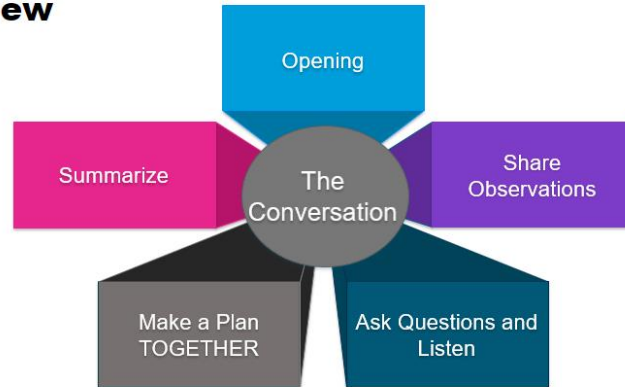 ew
Opening
Share
Observations
Ask Questions and
Listen
Make a Plan
TOGETHER
Summarize
The
Conversation